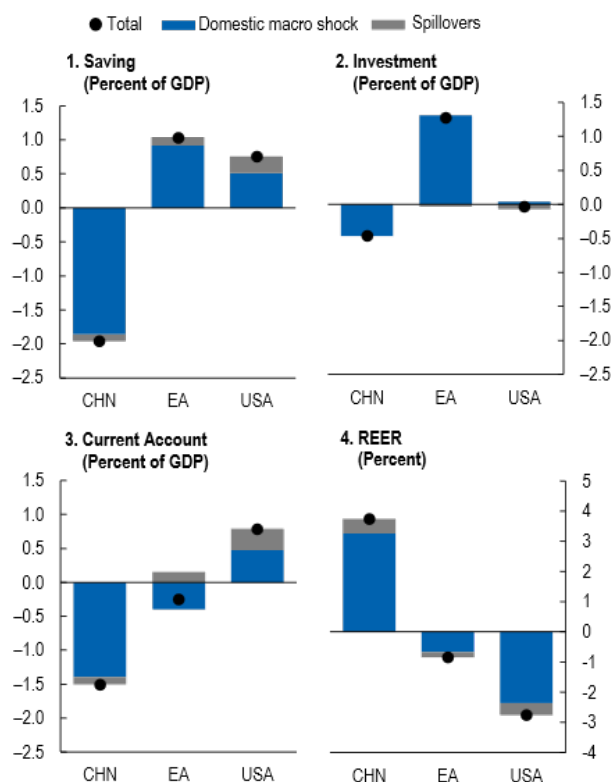 Total Domestic macro shock Spillovers
1. Saving
(Percent of GDP)
1.5
1.0
0.5
0.0
–0.5
–1.0
–1.5
–2.0
–2.5
CHN EA USA
2. Investment
(Percent of GDP)
1.5
1.0
0.5
0.0
–0.5
–1.0
–1.5
–2.0
–2.5
CHN EA USA
3. Current Account
(Percent of GDP)
1.5
1.0
0.5
0.0
–0.5
–1.0
–1.5
–2.0
–2.5
CHN EA USA
4. REER
(Percent)
5
4
3
2
1
0
-1
-2
-3
-4
CHN EA USA